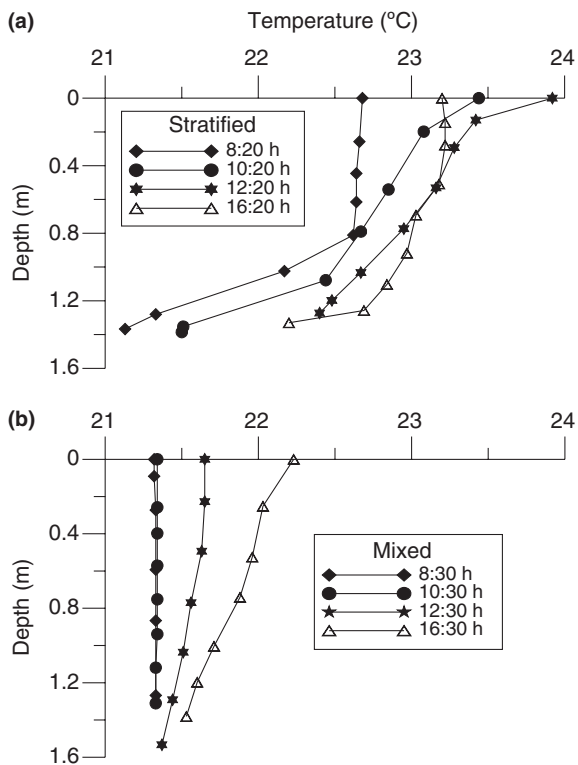 (a)
Temperature (°C)
21 22 23 24
0
0.4
0.8
1.2
1.6
Depth (m)
Stratified
8:20 h
10:20 h
12:20 h
16:20 h
(b)
21 22 23 24
0
0.4
0.8
1.2
1.6
Depth (m)
Mixed
8:30 h
10:30 h
12:30 h
16:30 h